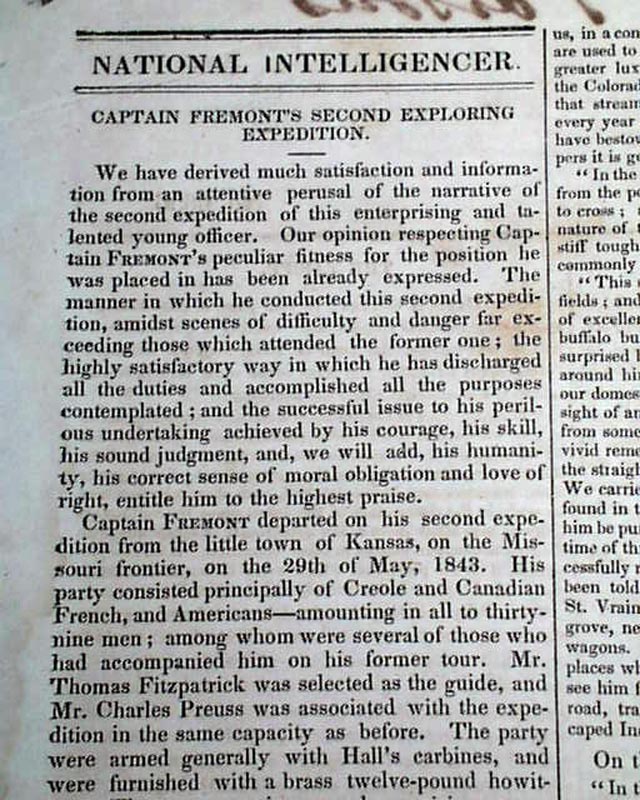 NATIONAL INTELLIGENCER.
CAPTAIN FREMONT'S SECOND EXPLORING
EXPEDITION.
We have derived much satisfaction and informa-
tion from an attentive perusal of the narrative of
the second expedition of this enterprising and ta-
lented young officer. Our opinion respecting Cap-
tain FREMONT's peculiar fitness for the position he
was placed in has been already expressed. The
manner in which he conducted this second expedi-
tion, amidst scenes of difficulty and danger far ex-
ceeding those which attended the former one; the
highly satisfactory way in which he has discharged
all the duties and accomplished all the purposes
contemplated; and the successful issue to his peril-
ous undertaking achieved by his courage, his skill,
his sound judgment, and, we will add, his humani-
ty, his correct sense of moral obligation and love of
right, entitle him to the highest praise.
Captain FREMONT departed on his second expe-
dition from the little town of Kansas, on the Mis-
souri frontier, on the 29th of May, 1843. His
party consisted principally of Creole and Canadian
French, and Americans—amounting in all to thirty-
nine men; among whom were several of those who
had accompanied him on his former tour. Mr.
Thomas Fitzpatrick was selected as the guide, and
Mr. Charles Preuss was associated with the expe-
dition in the same capacity as before. The party
were armed generally with Hall's carbines, and
were furnished with a brass twelve-pound howit-
us, in a con
are used to
greater lux
the Colorad
that stream
every year
have bestow
pers it is
"In the
from the
to cross;
nature of
stiff tough
commonly
"This
fields; and
of excellen
buffalo bu
surprised
around hi
our domes
sight of an
from some
vivid reme
the straigh
We carrie
found in t
him be pu
time of th
cessfully
been told
St. Vrain
grove, ne
wagons.
places wh
see him
road, tra
caped Ind
On t
"In t